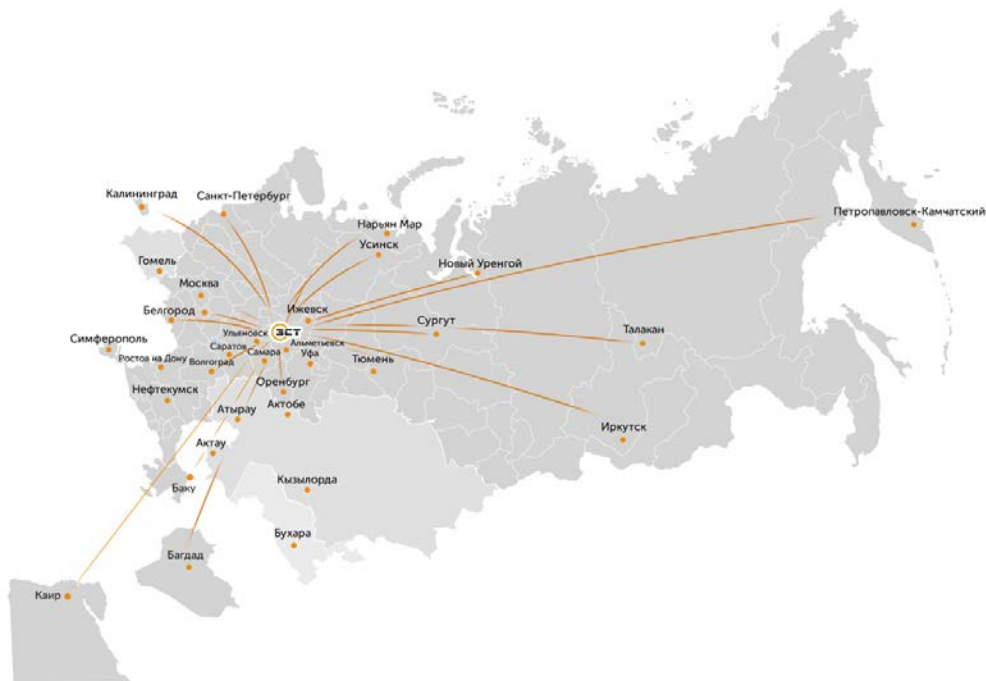 Калининград
Санкт-Петербург
Петропавловск-Камчатский
Нарьян Мар
Усинск
Гомель
Новый Уренгой
Москва
Белгород
Ижевск
Сургут
Талакан
ЗСТ
Ульяновск
Симферополь
Альметьевск
Саратов
Самара
Ростов на Дону
Волгоград
Уфа
Тюмень
Нефтекумск
Оренбург
Атырау
Актобе
Иркутск
Актау
Кызылорда
Баку
Бухара
Багдад
Каир